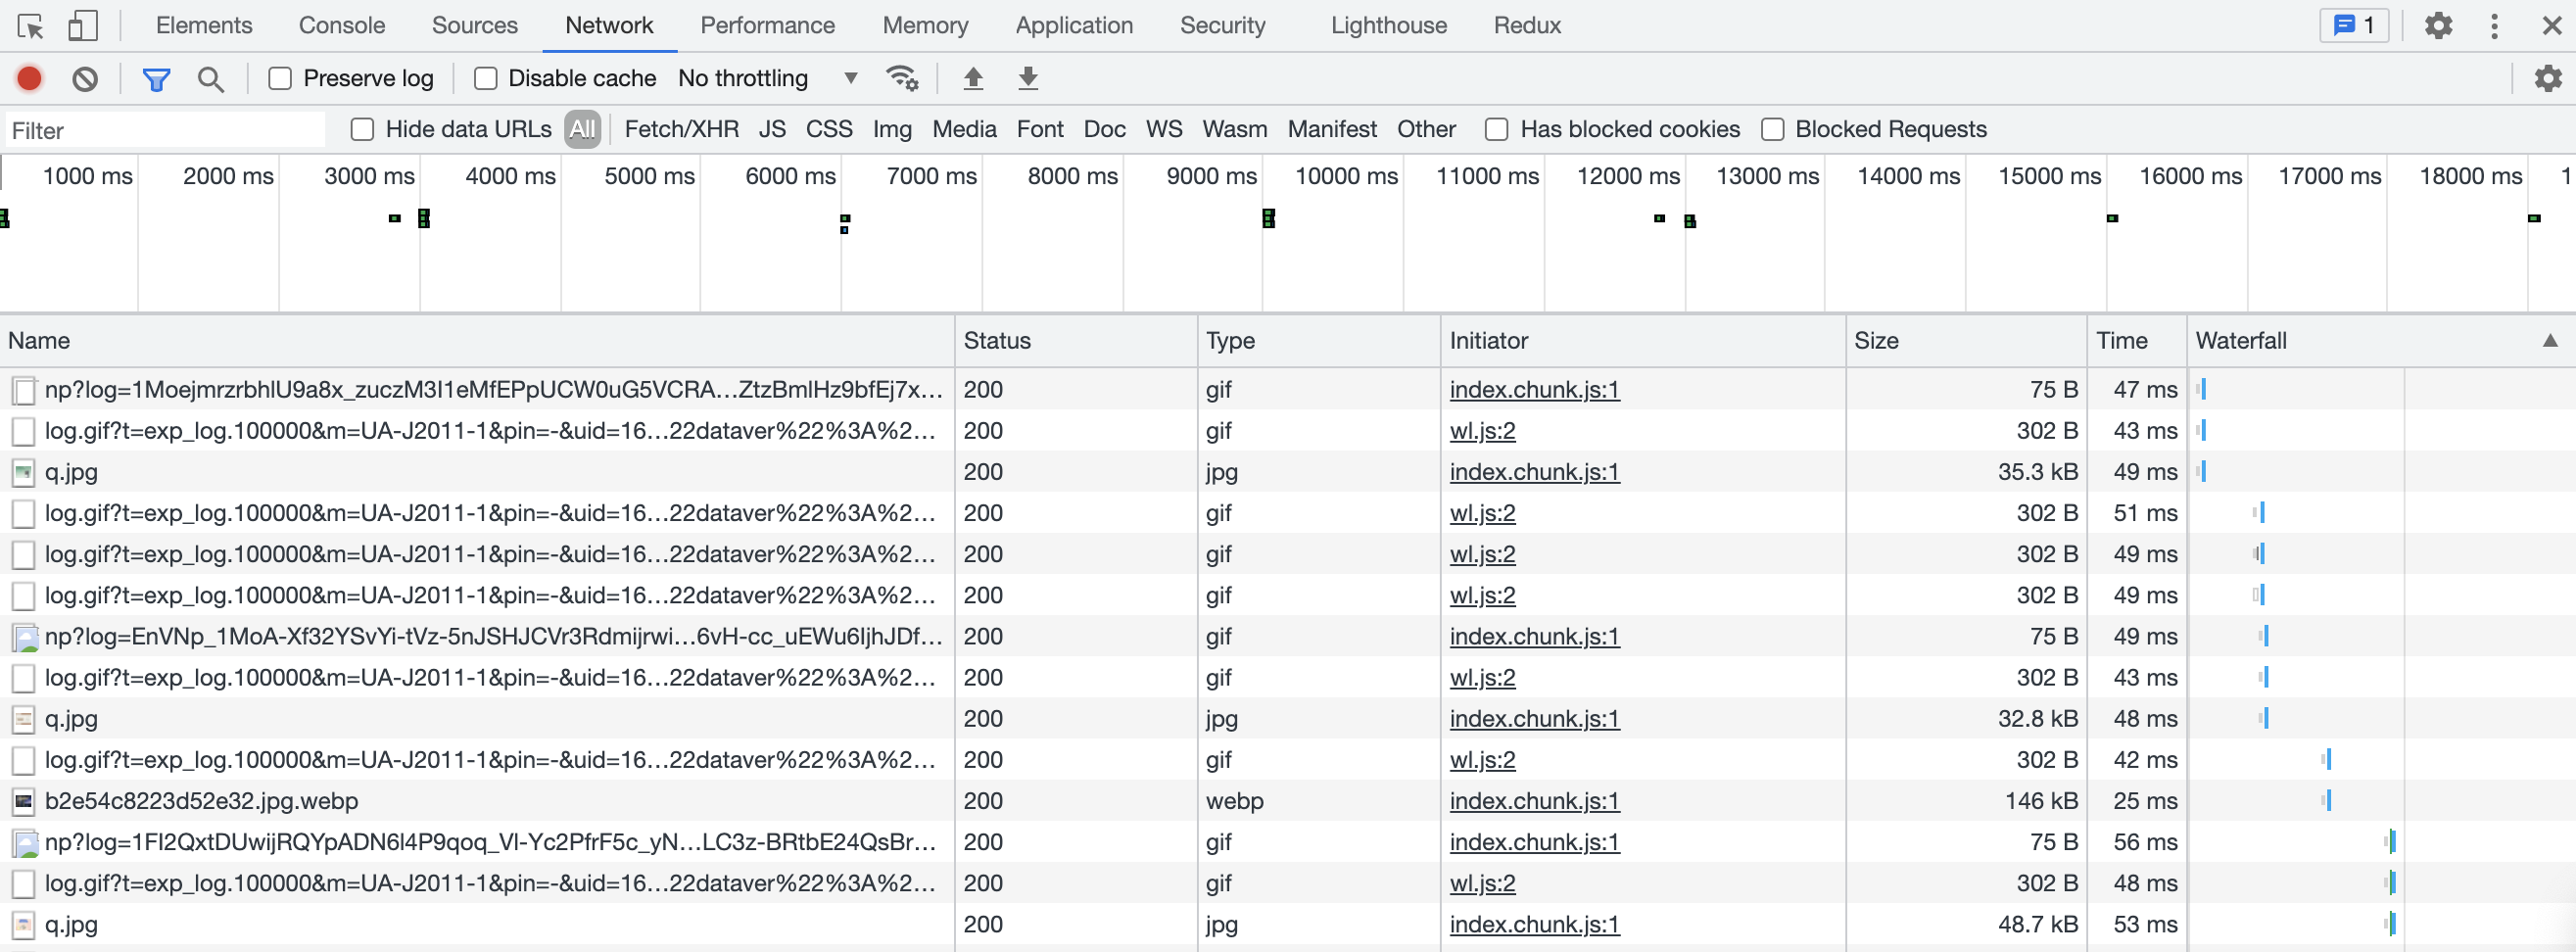 Elements Console Sources Network Performance Memory Application Security Lighthouse Redux 1
Preserve log Disable cache No throttling
Filter Hide data URLs All Fetch/XHR JS CSS Img Media Font Doc WS Wasm Manifest Other Has blocked cookies Blocked Requests
1000 ms 2000 ms 3000 ms 4000 ms 5000 ms 6000 ms 7000 ms 8000 ms 9000 ms 10000 ms 11000 ms 12000 ms 13000 ms 14000 ms 15000 ms 16000 ms 17000 ms 18000 ms 1
Name Status Type Initiator Size Time Waterfall
np?log=1MoejmrzrbhlU9a8x_zuczM3I1eMfEPpUCW0uG5VCRA…ZtzBmlHz9bfEj7x… 200 gif index.chunk.js:1 75 B 47 ms
log.gif?t=exp_log.100000&m=UA-J2011-1&pin=-&uid=16…22dataver%22%3A%2… 200 gif wl.js:2 302 B 43 ms
q.jpg 200 jpg index.chunk.js:1 35.3 kB 49 ms
log.gif?t=exp_log.100000&m=UA-J2011-1&pin=-&uid=16…22dataver%22%3A%2… 200 gif wl.js:2 302 B 51 ms
log.gif?t=exp_log.100000&m=UA-J2011-1&pin=-&uid=16…22dataver%22%3A%2… 200 gif wl.js:2 302 B 49 ms
log.gif?t=exp_log.100000&m=UA-J2011-1&pin=-&uid=16…22dataver%22%3A%2… 200 gif wl.js:2 302 B 49 ms
np?log=EnVNp_1MoA-Xf32YSvYi-tVz-5nJSHJCVr3Rdmijrwi…6vH-cc_uEWu6IjhJDf… 200 gif index.chunk.js:1 75 B 49 ms
log.gif?t=exp_log.100000&m=UA-J2011-1&pin=-&uid=16…22dataver%22%3A%2… 200 gif wl.js:2 302 B 43 ms
q.jpg 200 jpg index.chunk.js:1 32.8 kB 48 ms
log.gif?t=exp_log.100000&m=UA-J2011-1&pin=-&uid=16…22dataver%22%3A%2… 200 gif wl.js:2 302 B 42 ms
b2e54c8223d52e32.jpg.webp 200 webp index.chunk.js:1 146 kB 25 ms
np?log=1FI2QxtDUwijRQYpADN6l4P9qoq_Vl-Yc2PfrF5c_yN…LC3z-BRtbE24QsBr… 200 gif index.chunk.js:1 75 B 56 ms
log.gif?t=exp_log.100000&m=UA-J2011-1&pin=-&uid=16…22dataver%22%3A%2… 200 gif wl.js:2 302 B 48 ms
q.jpg 200 jpg index.chunk.js:1 48.7 kB 53 ms